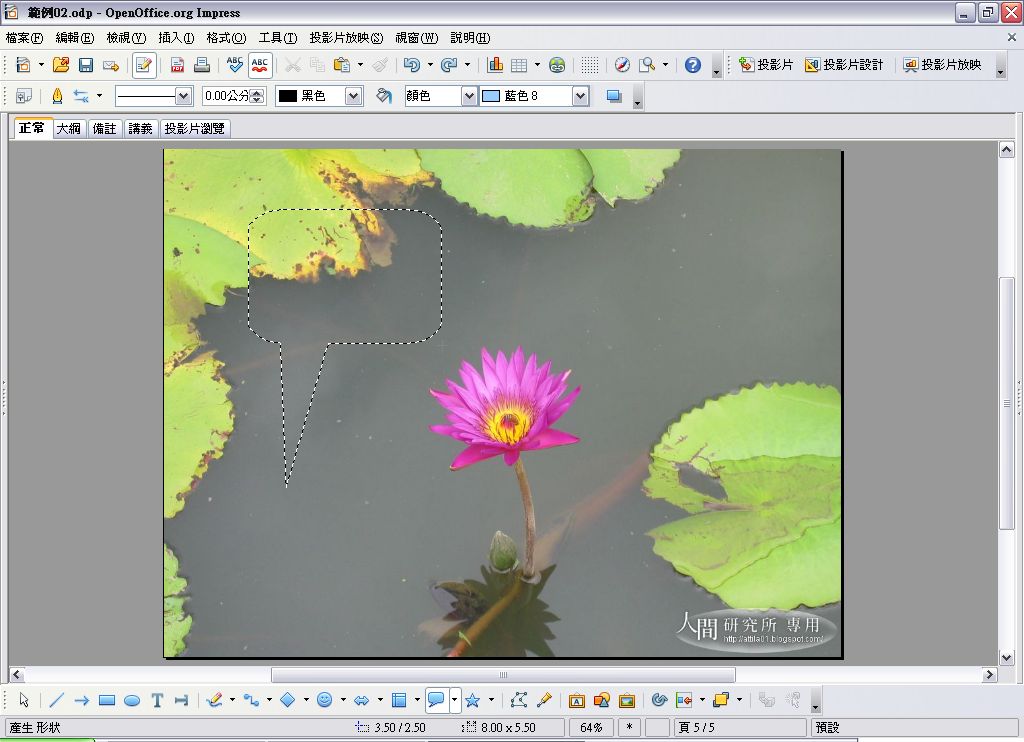 範例02.odp - OpenOffice.org Impress
檔案(F) 編輯(E) 檢視(V) 插入(I) 格式(O) 工具(T) 投影片放映(S) 視窗(W) 說明(H)
ABC ABC 投影片 投影片設計 投影片放映
0.00公分 黑色 顏色 藍色 8
正常 大綱 備註 講義 投影片瀏覽
人間 研究所 專用
http://attila01.blogspot.com/
產生 形狀 3.50 / 2.50 8.00 x 5.50 64% * 頁 5 / 5 預設